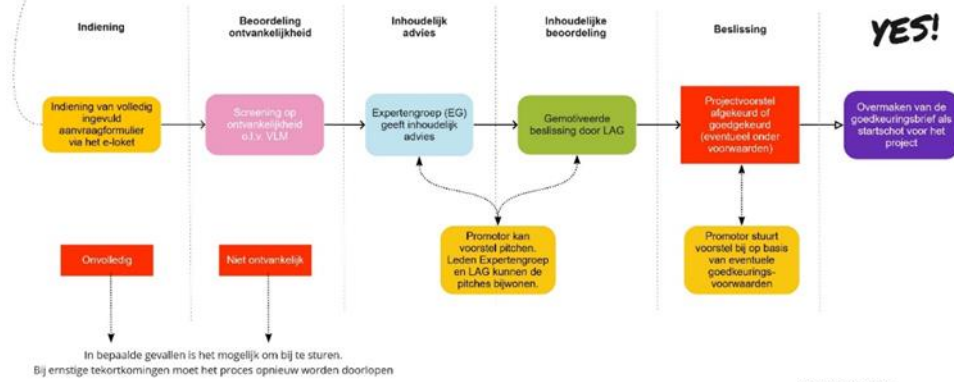 Indiening
Beoordeling
ontvankelijkheid
Inhoudelijk
advies
Inhoudelijke
beoordeling
Beslissing
YES!
Indiening van volledig
ingevuld
aanvraagformulier
via het e-loket
Screening op
ontvankelijkheid
o.l.v. VLM
Expertengroep (EG)
geeft inhoudelijk
advies
Gemotiveerde
beslissing door LAG
Projectvoorstel
afgekeurd of
goedgekeurd
(eventueel onder
voorwaarden)
Overmaken van de
goedkeuringsbrief als
startschot voor het
project
Promotor kan
voorstel pitchen.
Leden Expertengroep
en LAG kunnen de
pitches bijwonen.
Promotor stuurt
voorstel bij op basis
van eventuele
goedkeurings-
voorwaarden
Onvolledig
Niet ontvankelijk
In bepaalde gevallen is het mogelijk om bij te sturen.
Bij ernstige tekortkomingen moet het proces opnieuw worden doorlopen